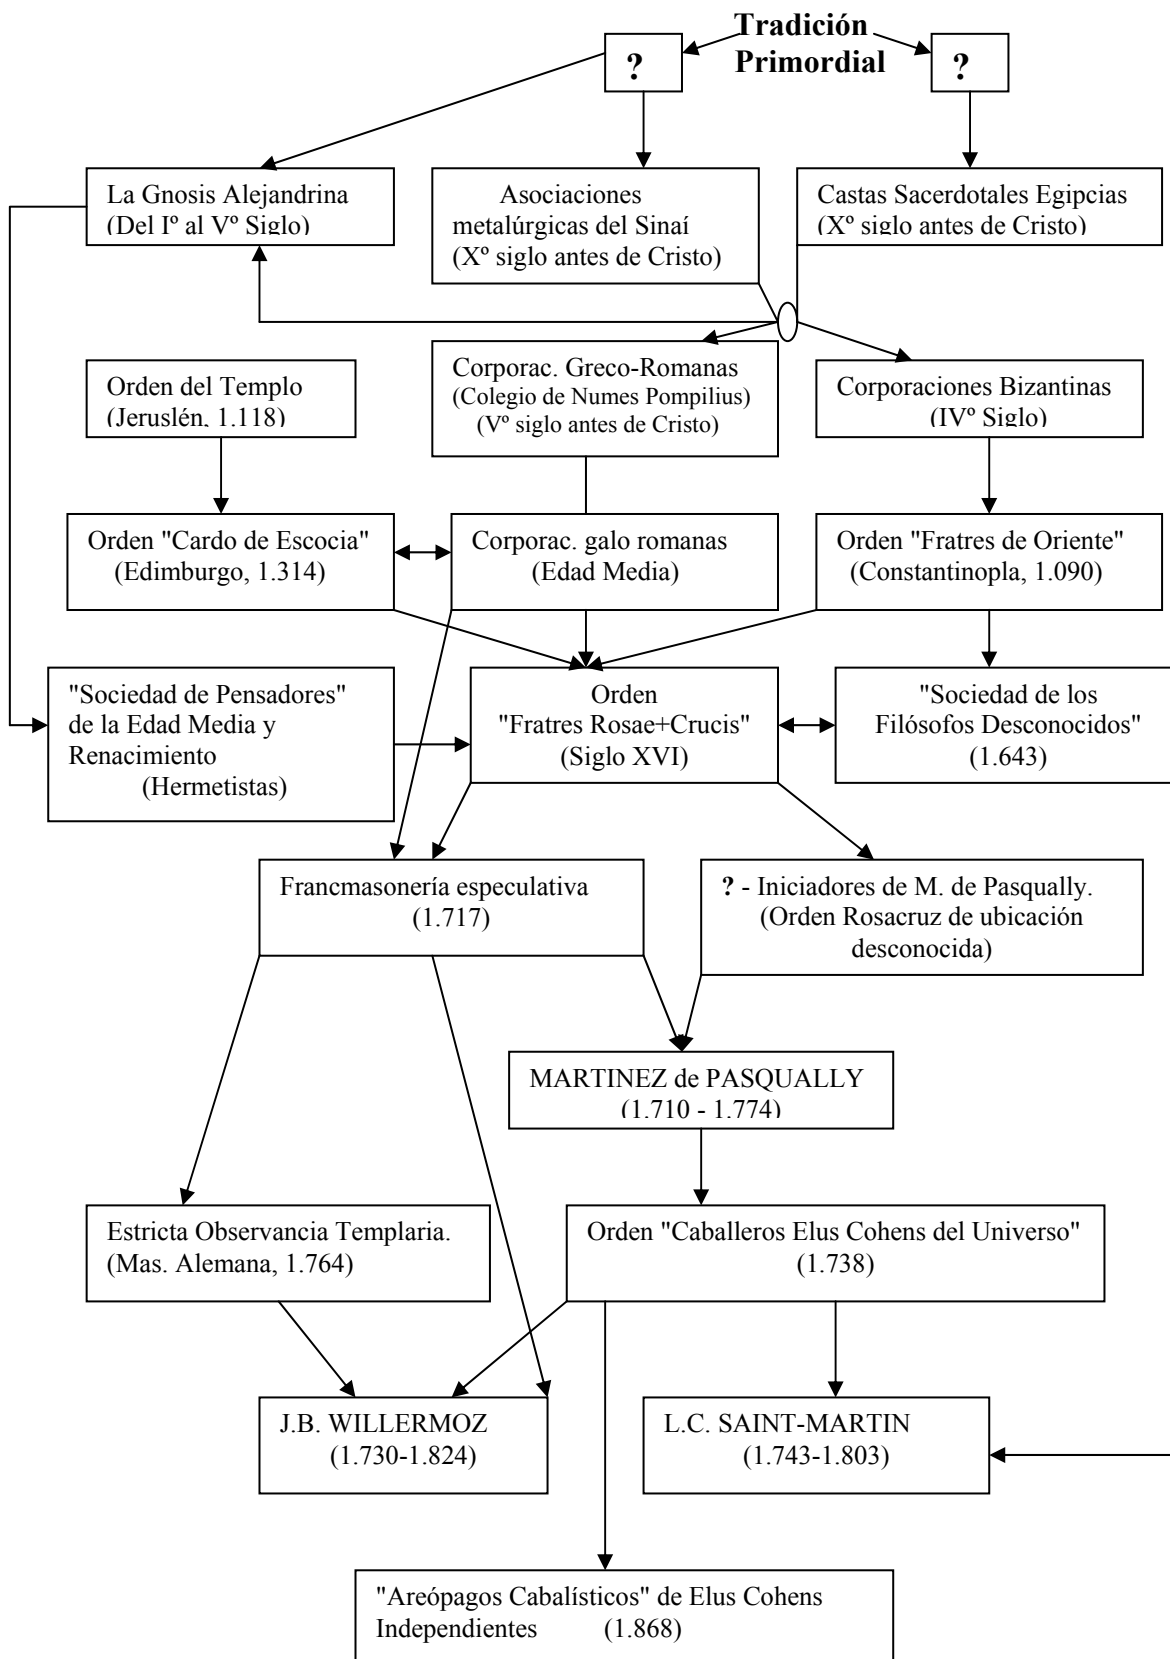 Tradición
Primordial
?
?
La Gnosis Alejandrina
(Del Iº al Vº Siglo)
Asociaciones
metalúrgicas del Sinaí
(Xº siglo antes de Cristo)
Castas Sacerdotales Egipcias
(Xº siglo antes de Cristo)
Orden del Templo
(Jeruslén, 1.118)
Corporac. Greco-Romanas
(Colegio de Numes Pompilius)
(Vº siglo antes de Cristo)
Corporaciones Bizantinas
(IVº Siglo)
Orden "Cardo de Escocia"
(Edimburgo, 1.314)
Corporac. galo romanas
(Edad Media)
Orden "Fratres de Oriente"
(Constantinopla, 1.090)
"Sociedad de Pensadores"
de la Edad Media y
Renacimiento
(Hermetistas)
Orden
"Fratres Rosae+Crucis"
(Siglo XVI)
"Sociedad de los
Filósofos Desconocidos"
(1.643)
Francmasonería especulativa
(1.717)
? - Iniciadores de M. de Pasqually.
(Orden Rosacruz de ubicación
desconocida)
MARTINEZ de PASQUALLY
(1.710 - 1.774)
Estricta Observancia Templaria.
(Mas. Alemana, 1.764)
Orden "Caballeros Elus Cohens del Universo"
(1.738)
J.B. WILLERMOZ
(1.730-1.824)
L.C. SAINT-MARTIN
(1.743-1.803)
"Areópagos Cabalísticos" de Elus Cohens
Independientes (1.868)